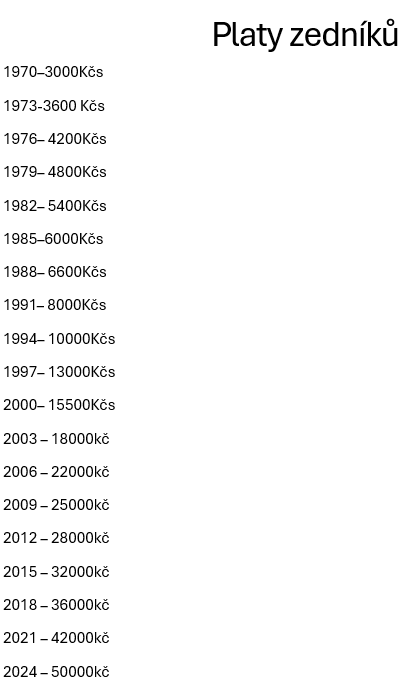 Platy zedníků
1970–3000Kčs
1973-3600 Kčs
1976– 4200Kčs
1979– 4800Kčs
1982– 5400Kčs
1985–6000Kčs
1988– 6600Kčs
1991– 8000Kčs
1994– 10000Kčs
1997– 13000Kčs
2000– 15500Kčs
2003 – 18000kč
2006 – 22000kč
2009 – 25000kč
2012 – 28000kč
2015 – 32000kč
2018 – 36000kč
2021 – 42000kč
2024 – 50000kč